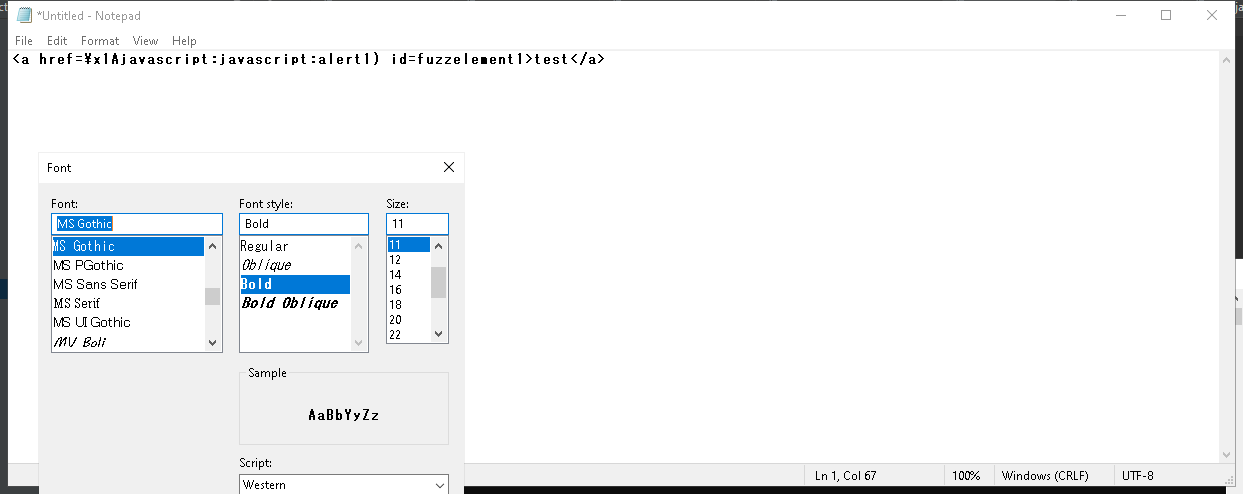 *Untitled - Notepad
File Edit Format View Help
<a href=¥x1Ajavascript:javascript:alert1) id=fuzzelement1>test</a>
Font
Font: Font style: Size:
MS Gothic Bold 11
MS Gothic Regular 11
MS PGothic Oblique 12
MS Sans Serif Bold 14
MS Serif Bold Oblique 16
MS UI Gothic 18
MV Boli 20
22
Sample
AaBbYyZz
Script:
Western
Ln 1, Col 67 100% Windows (CRLF) UTF-8